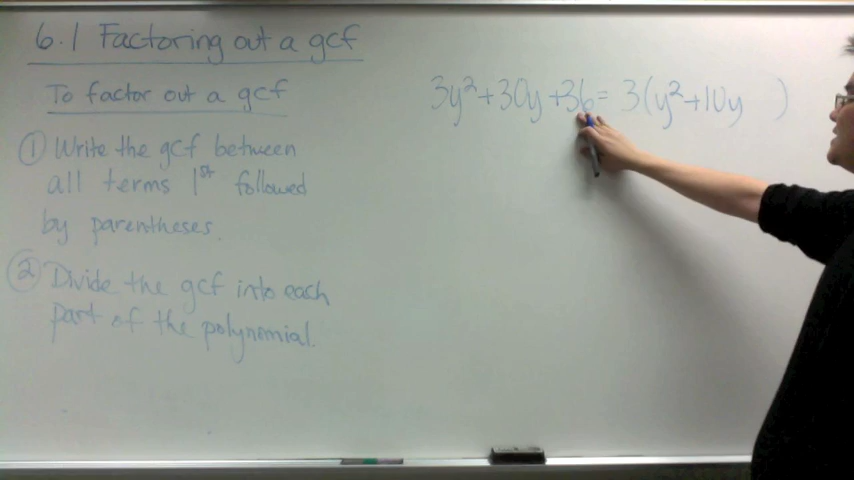 6.1 Factoring out a gcf
To factor out a gcf
① Write the gcf between
all terms 1st followed
by parentheses.
② Divide the gcf into each
part of the polynomial.
3y²+30y+36= 3(y²+10y )